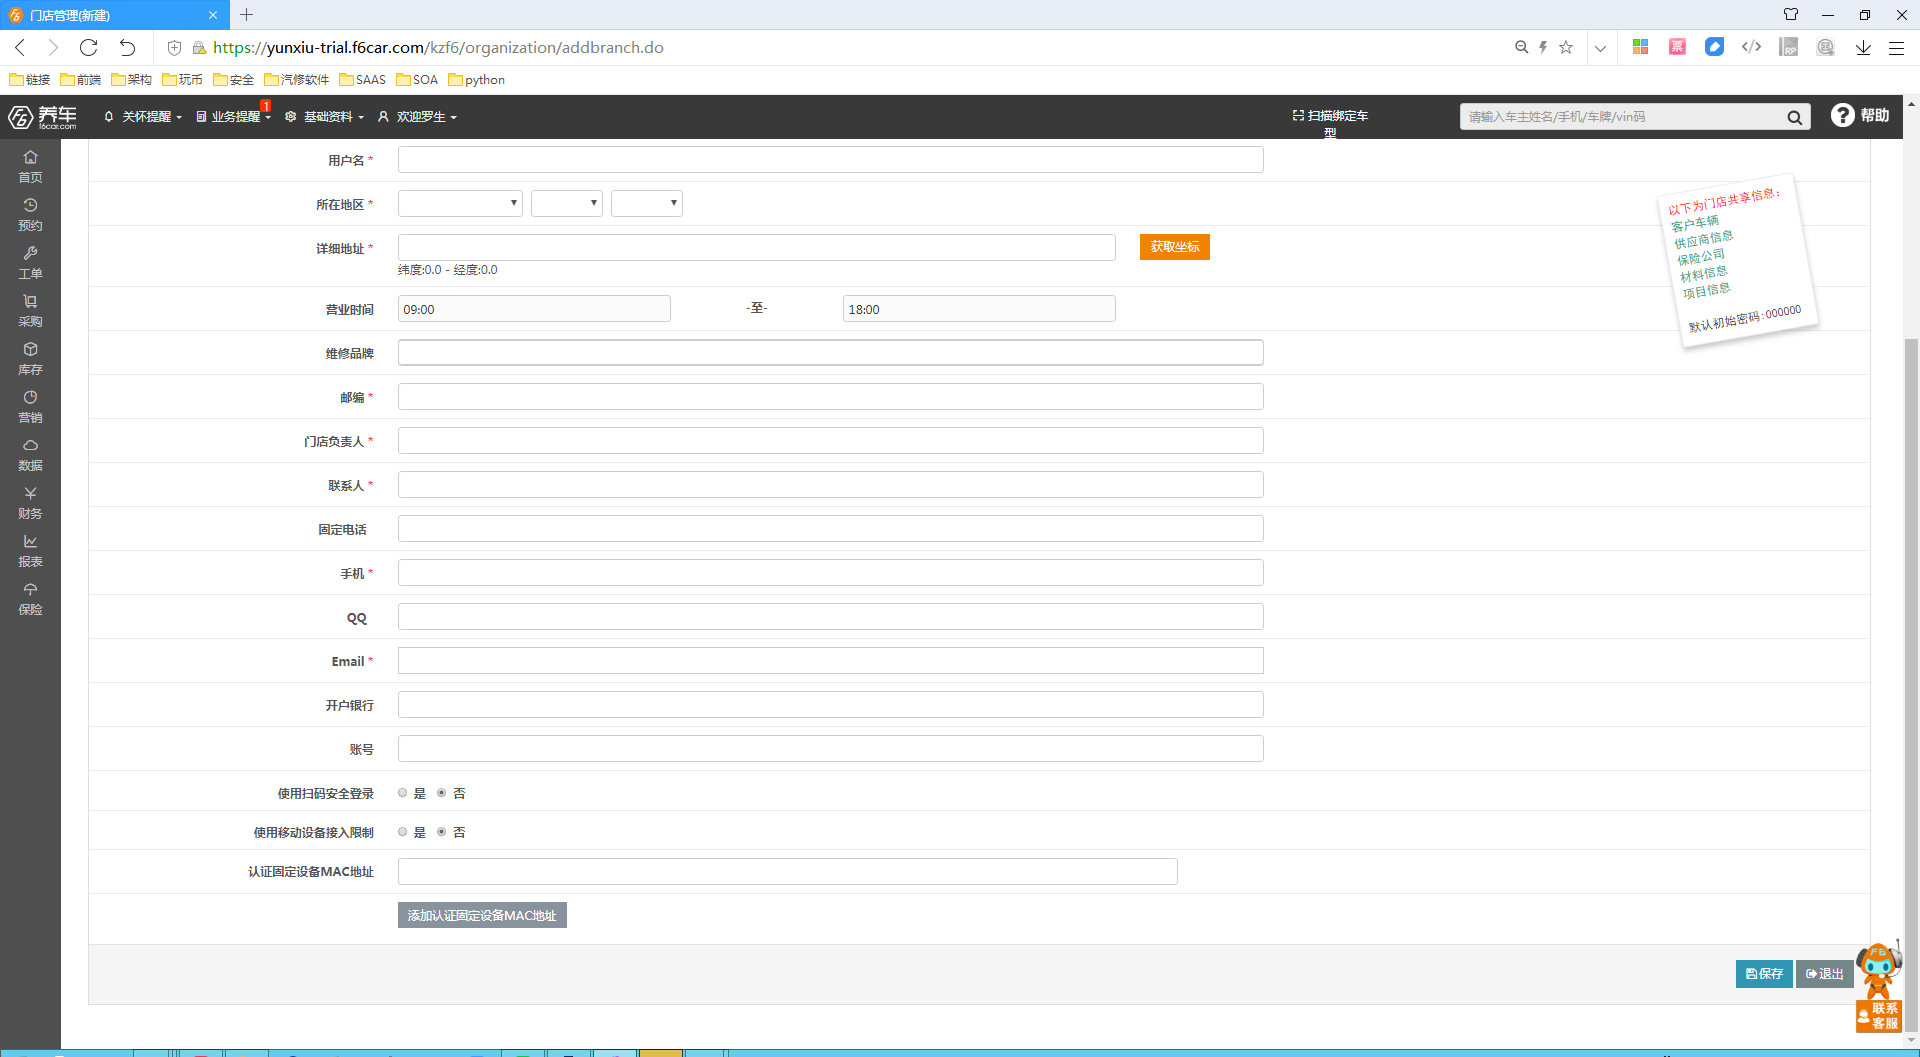 门店管理(新建)
https://yunxiu-trial.f6car.com/kzf6/organization/addbranch.do
链接 前端 架构 玩币 安全 汽修软件 SAAS SOA python
F6 养车 f6car.com
关怀提醒 业务提醒 1 基础资料 欢迎罗生 扫描绑定车型 请输入车主姓名/手机/车牌/vin码 帮助
首页
预约
工单
采购
库存
营销
数据
财务
报表
保险
用户名 *
所在地区 *
详细地址 * 获取坐标
纬度:0.0 - 经度:0.0
营业时间 09:00 -至- 18:00
维修品牌
邮编 *
门店负责人 *
联系人 *
固定电话
手机 *
QQ
Email *
开户银行
账号
使用扫码安全登录 是 否
使用移动设备接入限制 是 否
认证固定设备MAC地址
添加认证固定设备MAC地址
以下为门店共享信息：
客户车辆
供应商信息
保险公司
材料信息
项目信息
默认初始密码:000000
保存 退出
F6
联系
客服